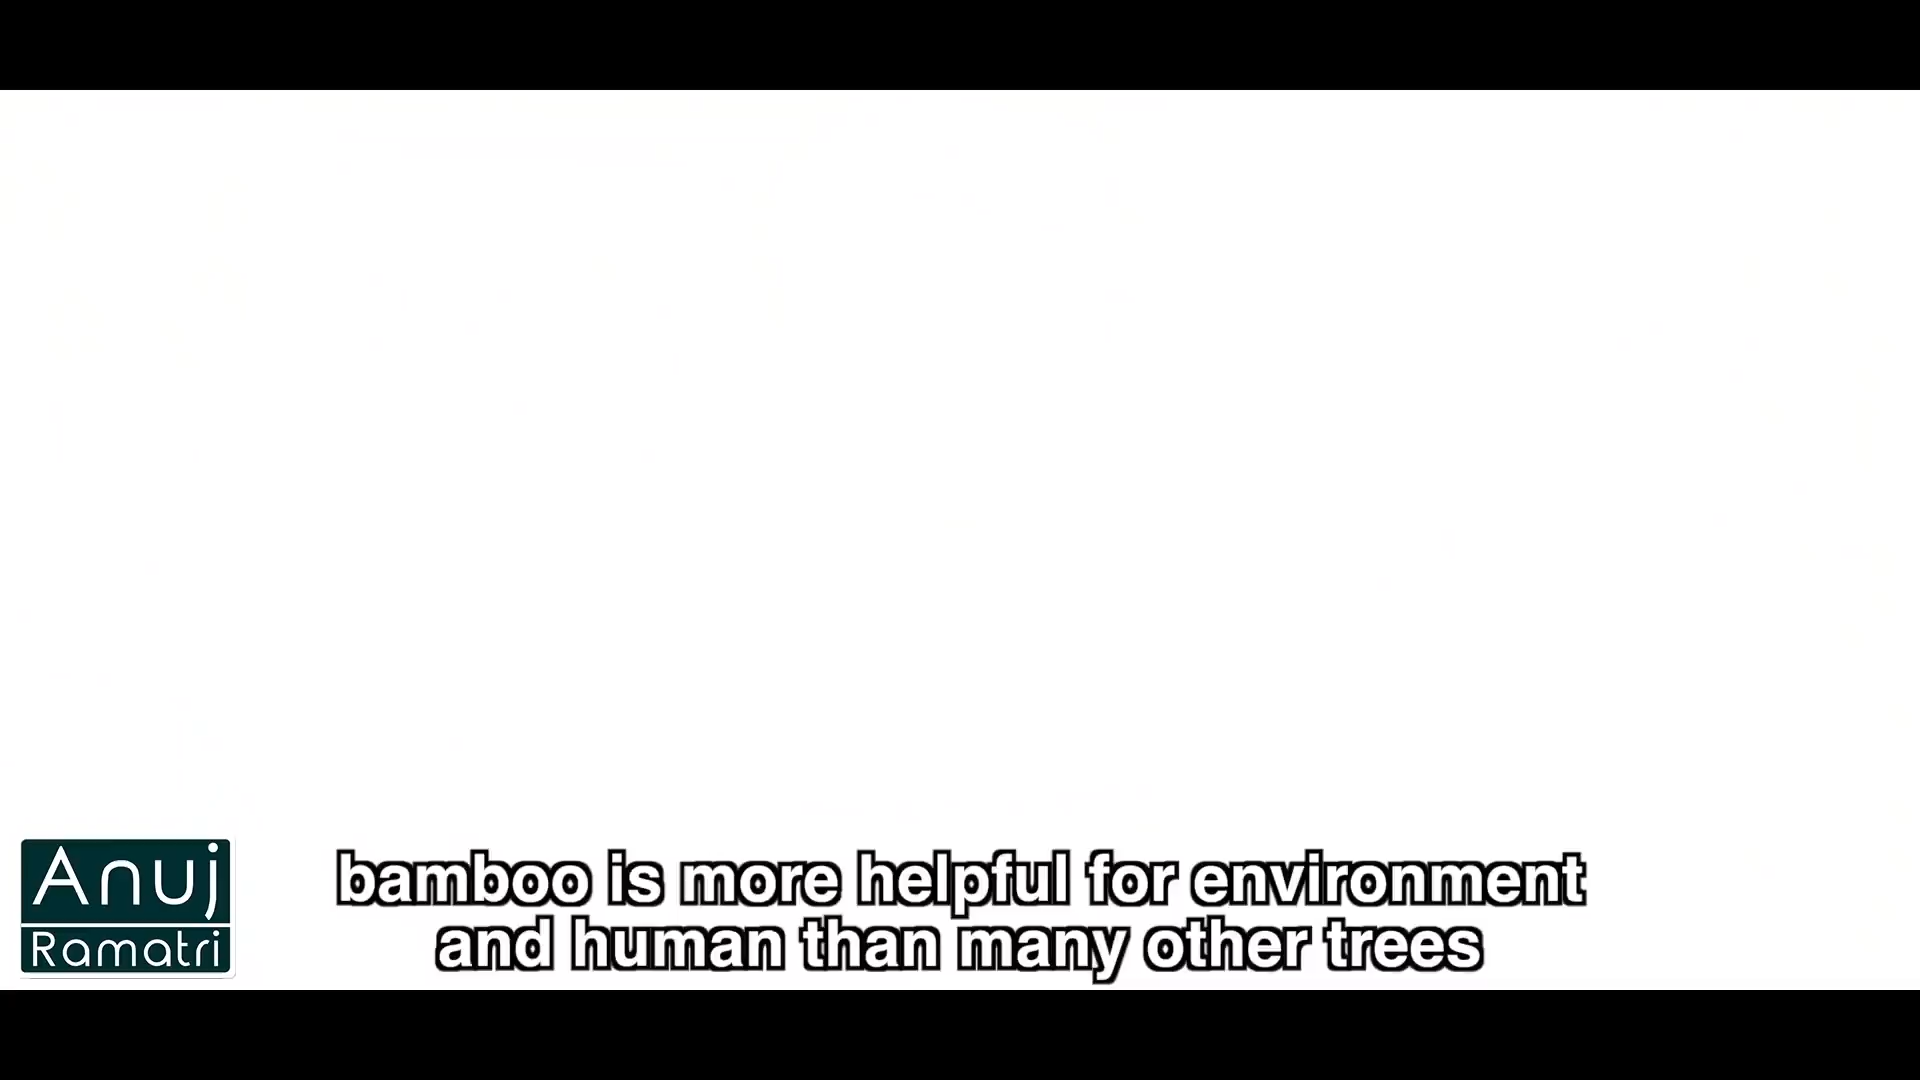 Anuj
Ramatri
bamboo is more helpful for environment
and human than many other trees